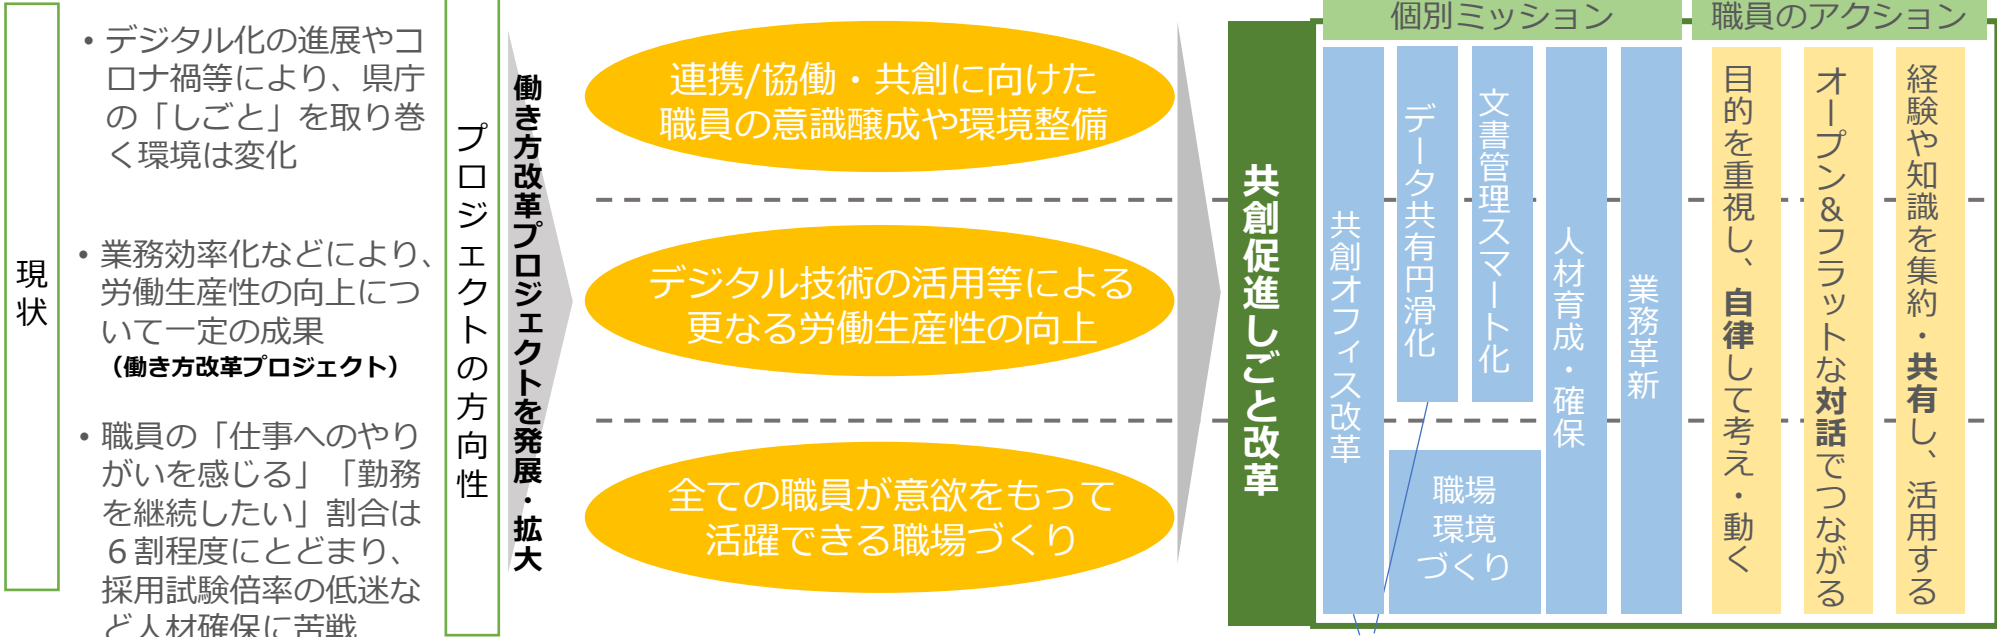 現状
・デジタル化の進展やコ
ロナ禍等により、県庁
の「しごと」を取り巻
く環境は変化
・業務効率化などにより、
労働生産性の向上につ
いて一定の成果
（働き方改革プロジェクト）
・職員の「仕事へのやり
がいを感じる」「勤務
を継続したい」割合は
６割程度にとどまり、
採用試験倍率の低迷な
ど人材確保に苦戦
プロジェクトの方向性
働き方改革プロジェクトを発展・拡大
連携/協働・共創に向けた
職員の意識醸成や環境整備
デジタル技術の活用等による
更なる労働生産性の向上
全ての職員が意欲をもって
活躍できる職場づくり
共創促進しごと改革
個別ミッション
共創オフィス改革
データ共有円滑化
文書管理スマート化
職場
環境
づくり
人材育成・確保
業務革新
職員のアクション
目的を重視し、自律して考え・動く
オープン＆フラットな対話でつながる
経験や知識を集約・共有し、活用する